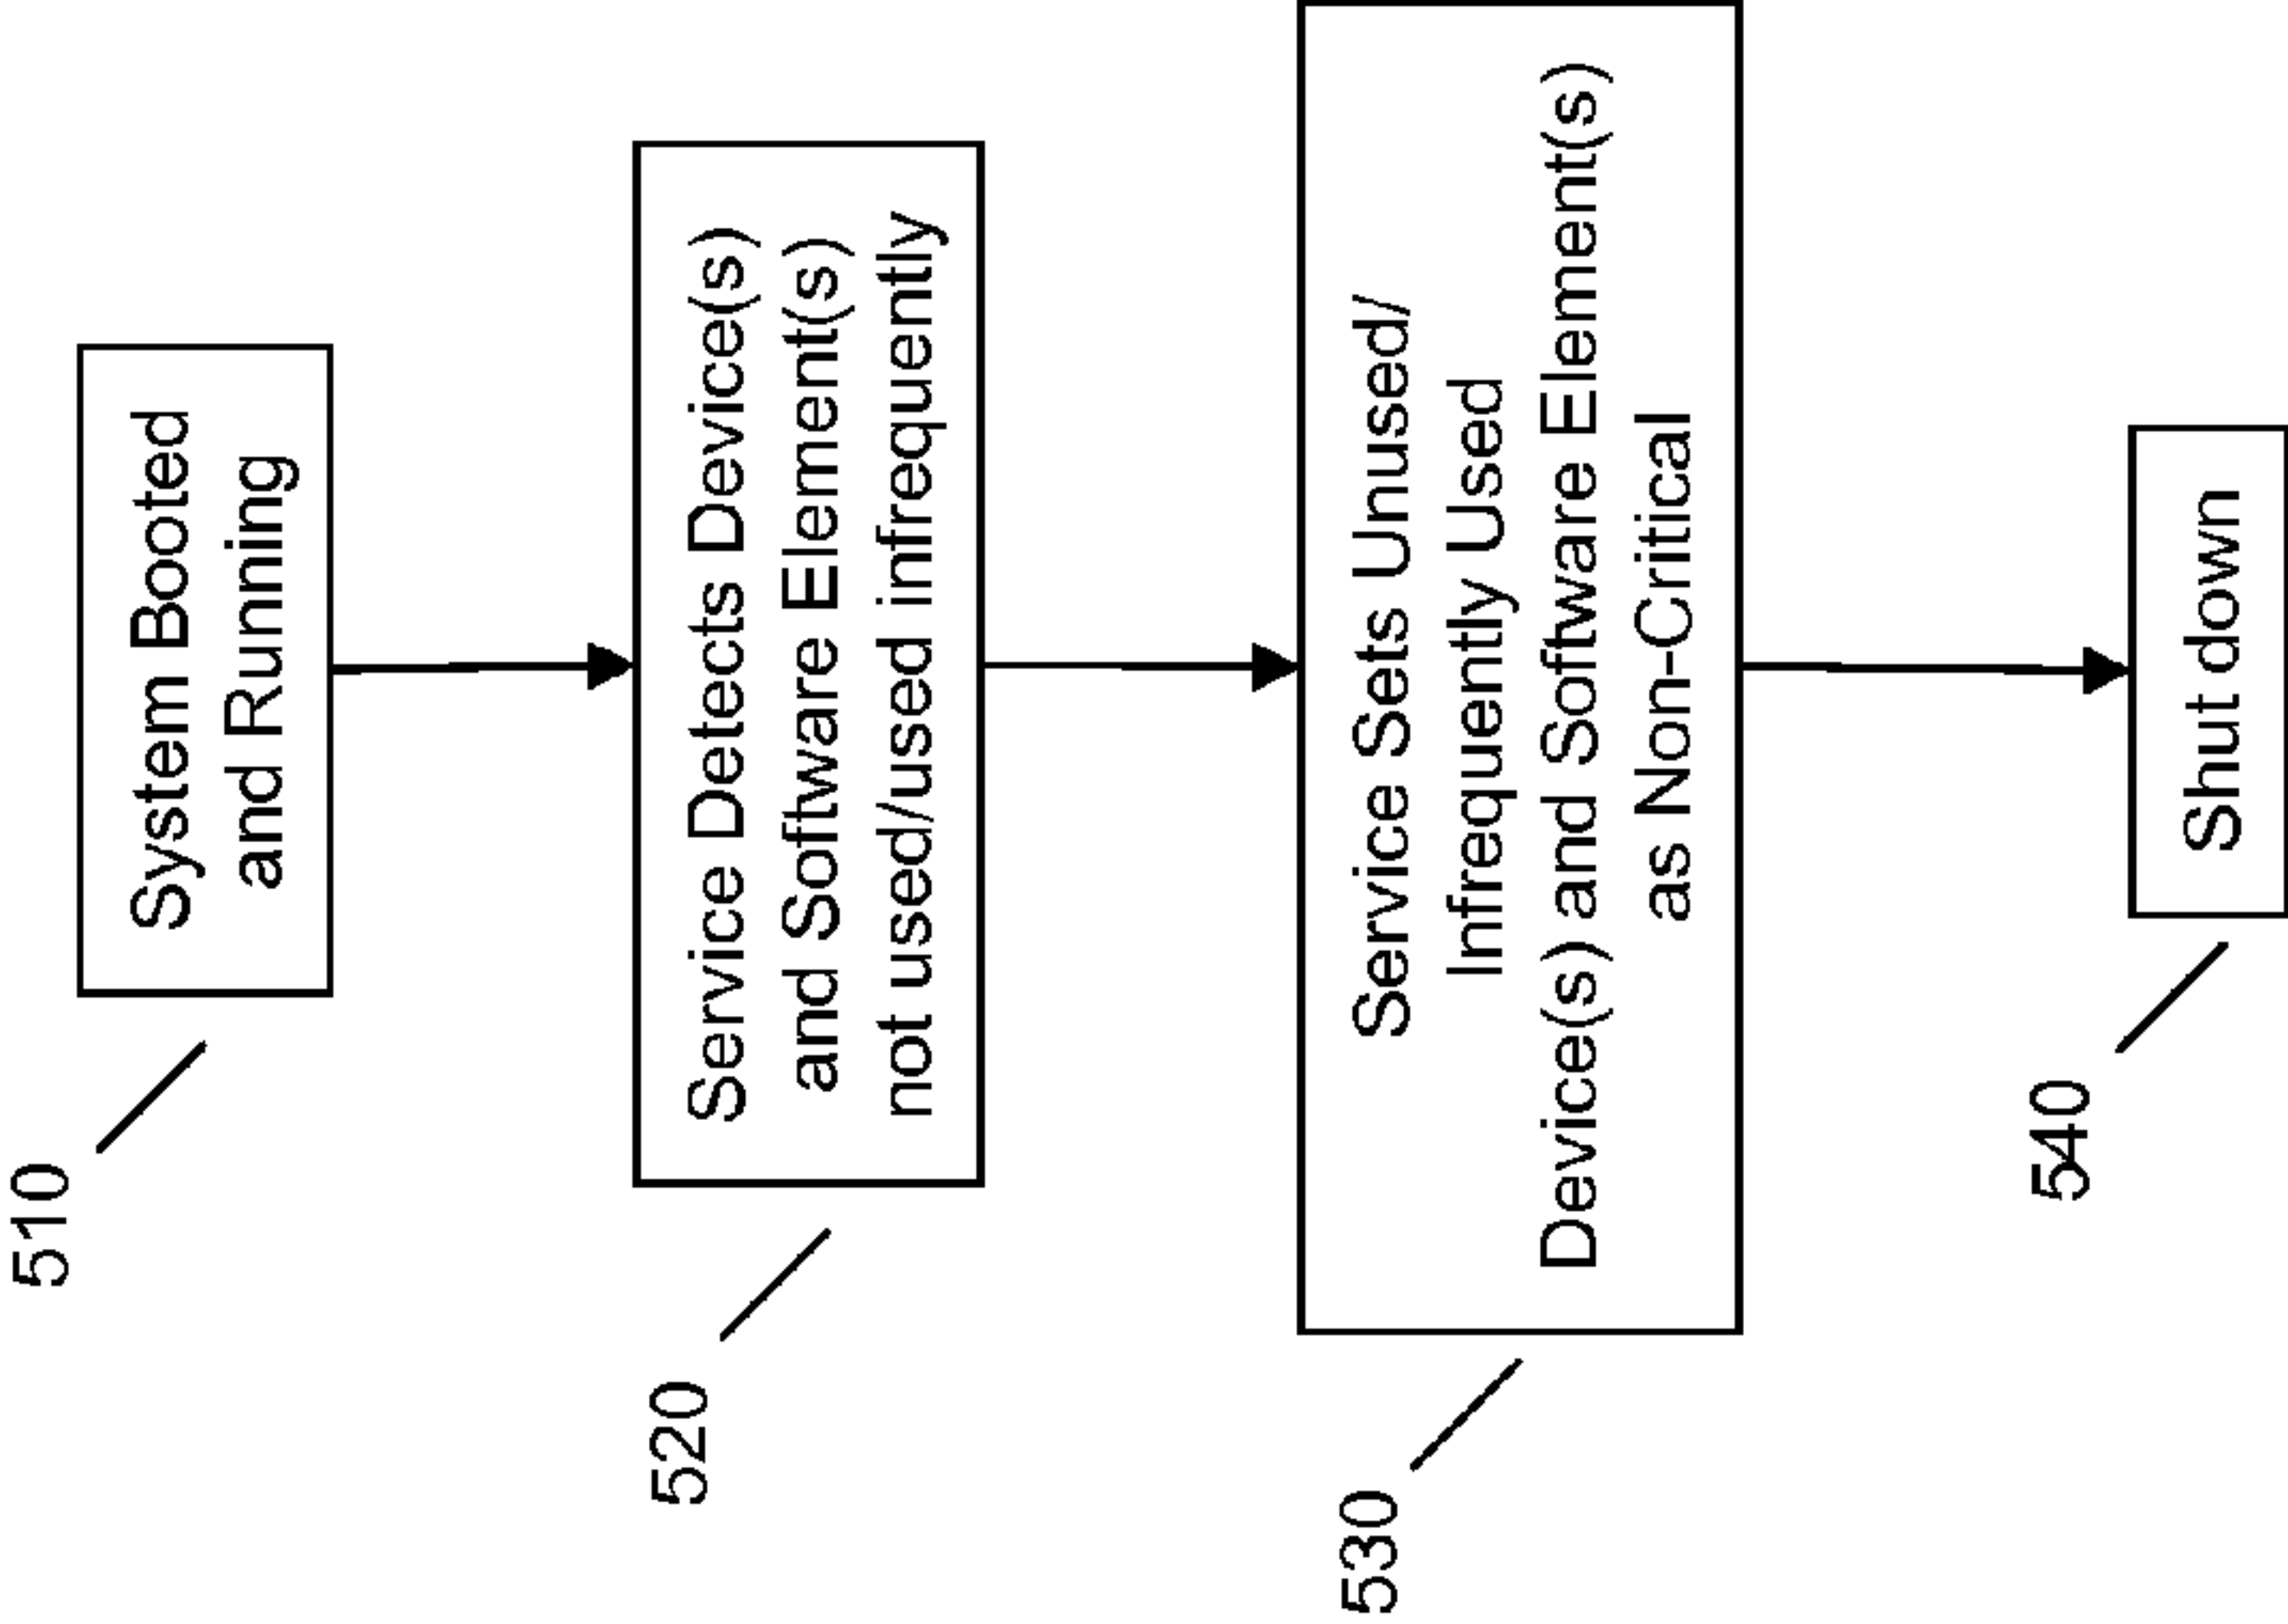 510
System Booted
and Running
520
Service Detects Device(s)
and Software Element(s)
not used/used infrequently
530
Service Sets Unused/
Infrequently Used
Device(s) and Software Element(s)
as Non-Critical
540
Shut down